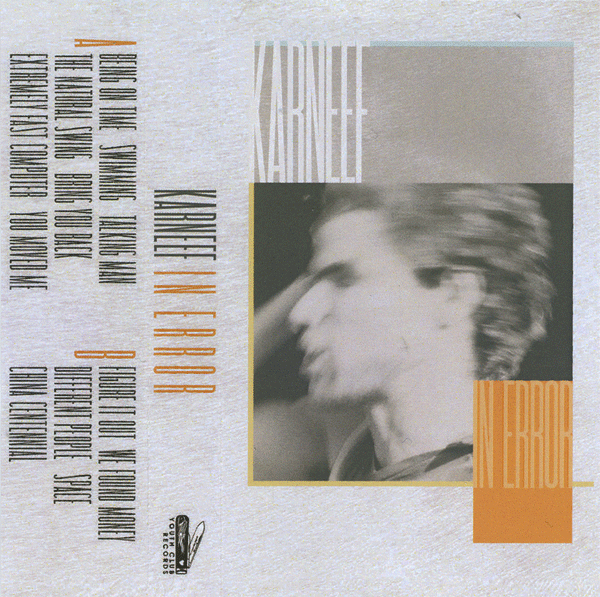 KARNEEF
IN ERROR
KARNEEF IN ERROR
YOUTH CLUB
RECORDS
A
BEING ON TIME SWIMMING TALKING MAN
THE NATURAL SWING BRING YOU BACK
EXTREMELY FAST COMPUTER YOU MOVED ME
B
FIGURE IT OUT WE FOUND MONEY
DIFFERENT PEOPLE SPACE
CHINA CENTENNIAL